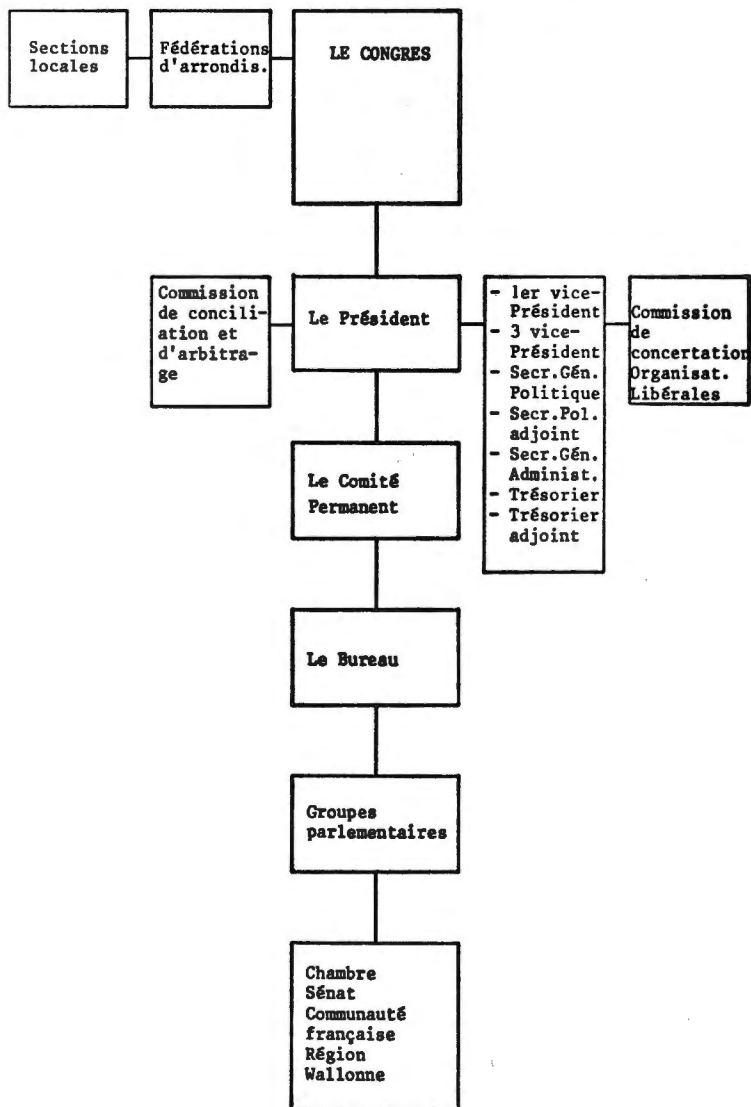 Sections
locales
Fédérations
d'arrondis.
LE CONGRES
Commission
de concili-
ation et
d'arbitra-
ge
Le Président
- 1er vice-
Président
- 3 vice-
Président
- Secr.Gén.
Politique
- Secr.Pol.
adjoint
- Secr.Gén.
Administ.
- Trésorier
- Trésorier
adjoint
Commission
de
concertation
Organisat.
Libérales
Le Comité
Permanent
Le Bureau
Groupes
parlementaires
Chambre
Sénat
Communauté
française
Région
Wallonne